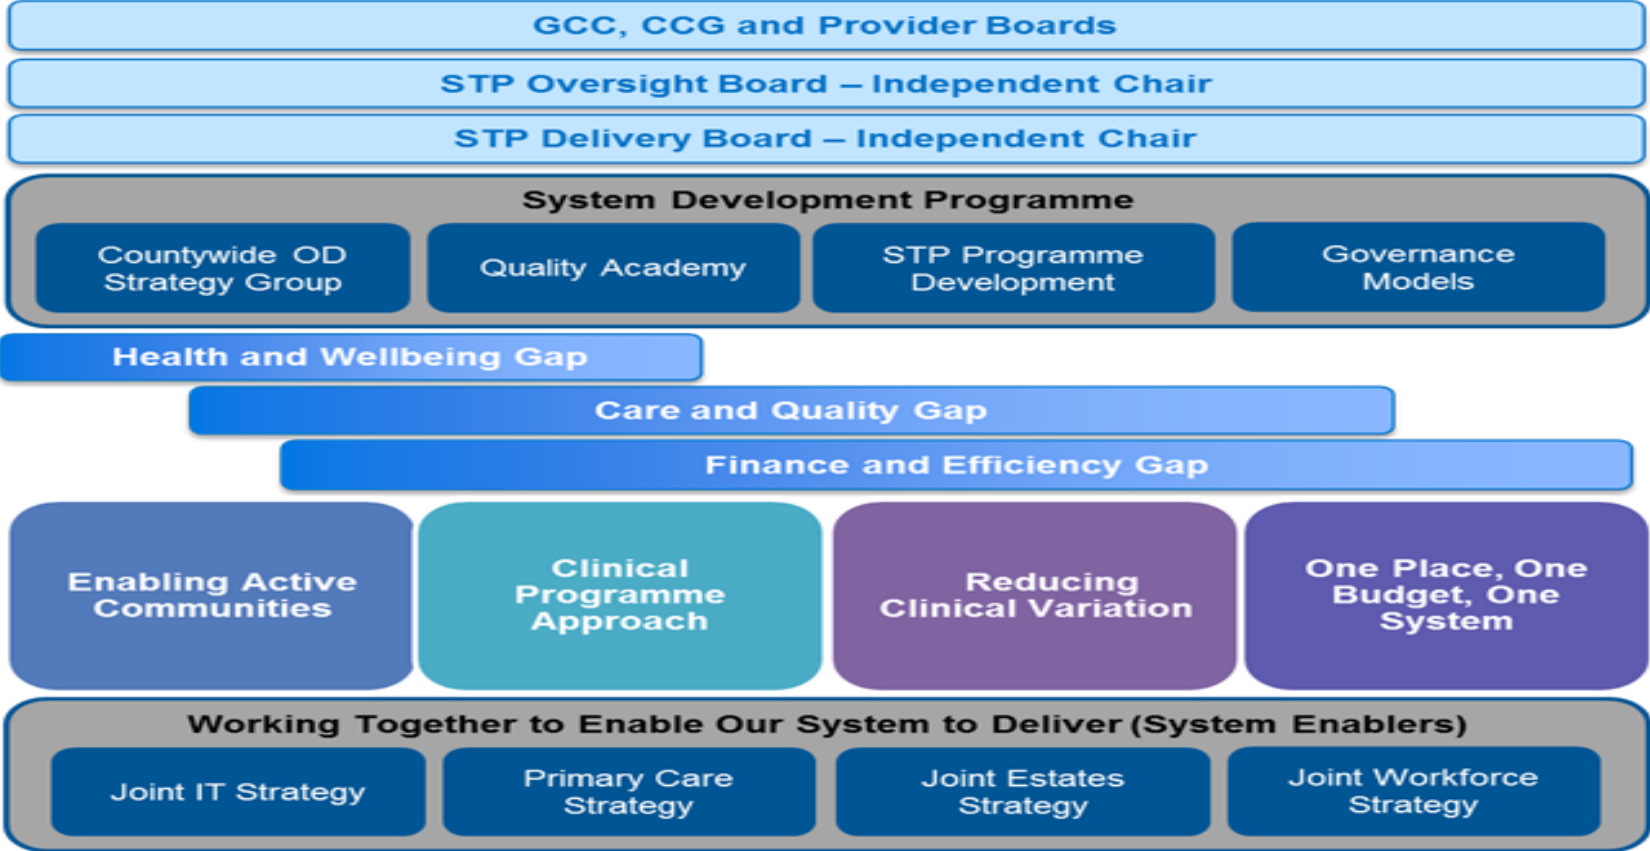 GCC, CCG and Provider Boards
STP Oversight Board – Independent Chair
STP Delivery Board – Independent Chair
System Development Programme
Countywide OD
Strategy Group
Quality Academy
STP Programme
Development
Governance
Models
Health and Wellbeing Gap
Care and Quality Gap
Finance and Efficiency Gap
Enabling Active
Communities
Clinical
Programme
Approach
Reducing
Clinical Variation
One Place, One
Budget, One
System
Working Together to Enable Our System to Deliver (System Enablers)
Joint IT Strategy
Primary Care
Strategy
Joint Estates
Strategy
Joint Workforce
Strategy